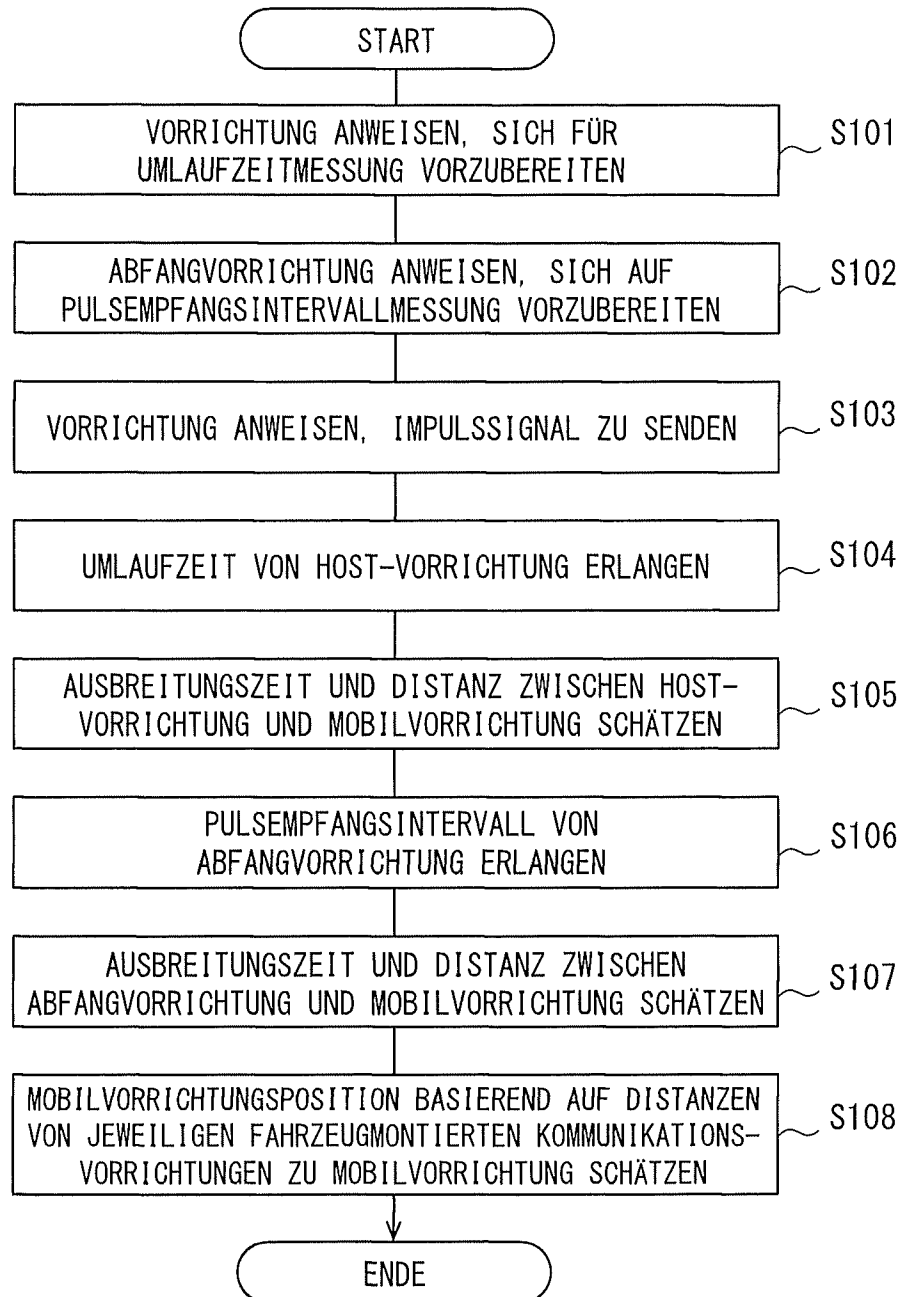 START
VORRICHTUNG ANWEISEN, SICH FÜR
UMLAUFZEITMESSUNG VORZUBEREITEN
S101
ABFANGVORRICHTUNG ANWEISEN, SICH AUF
PULSEMPFANGSINTERVALLMESSUNG VORZUBEREITEN
S102
VORRICHTUNG ANWEISEN, IMPULSSIGNAL ZU SENDEN
S103
UMLAUFZEIT VON HOST-VORRICHTUNG ERLANGEN
S104
AUSBREITUNGSZEIT UND DISTANZ ZWISCHEN HOST-
VORRICHTUNG UND MOBILVORRICHTUNG SCHÄTZEN
S105
PULSEMPFANGSINTERVALL VON
ABFANGVORRICHTUNG ERLANGEN
S106
AUSBREITUNGSZEIT UND DISTANZ ZWISCHEN
ABFANGVORRICHTUNG UND MOBILVORRICHTUNG SCHÄTZEN
S107
MOBILVORRICHTUNGSPOSITION BASIEREND AUF DISTANZEN
VON JEWEILIGEN FAHRZEUGMONTIERTEN KOMMUNIKATIONS-
VORRICHTUNGEN ZU MOBILVORRICHTUNG SCHÄTZEN
S108
ENDE